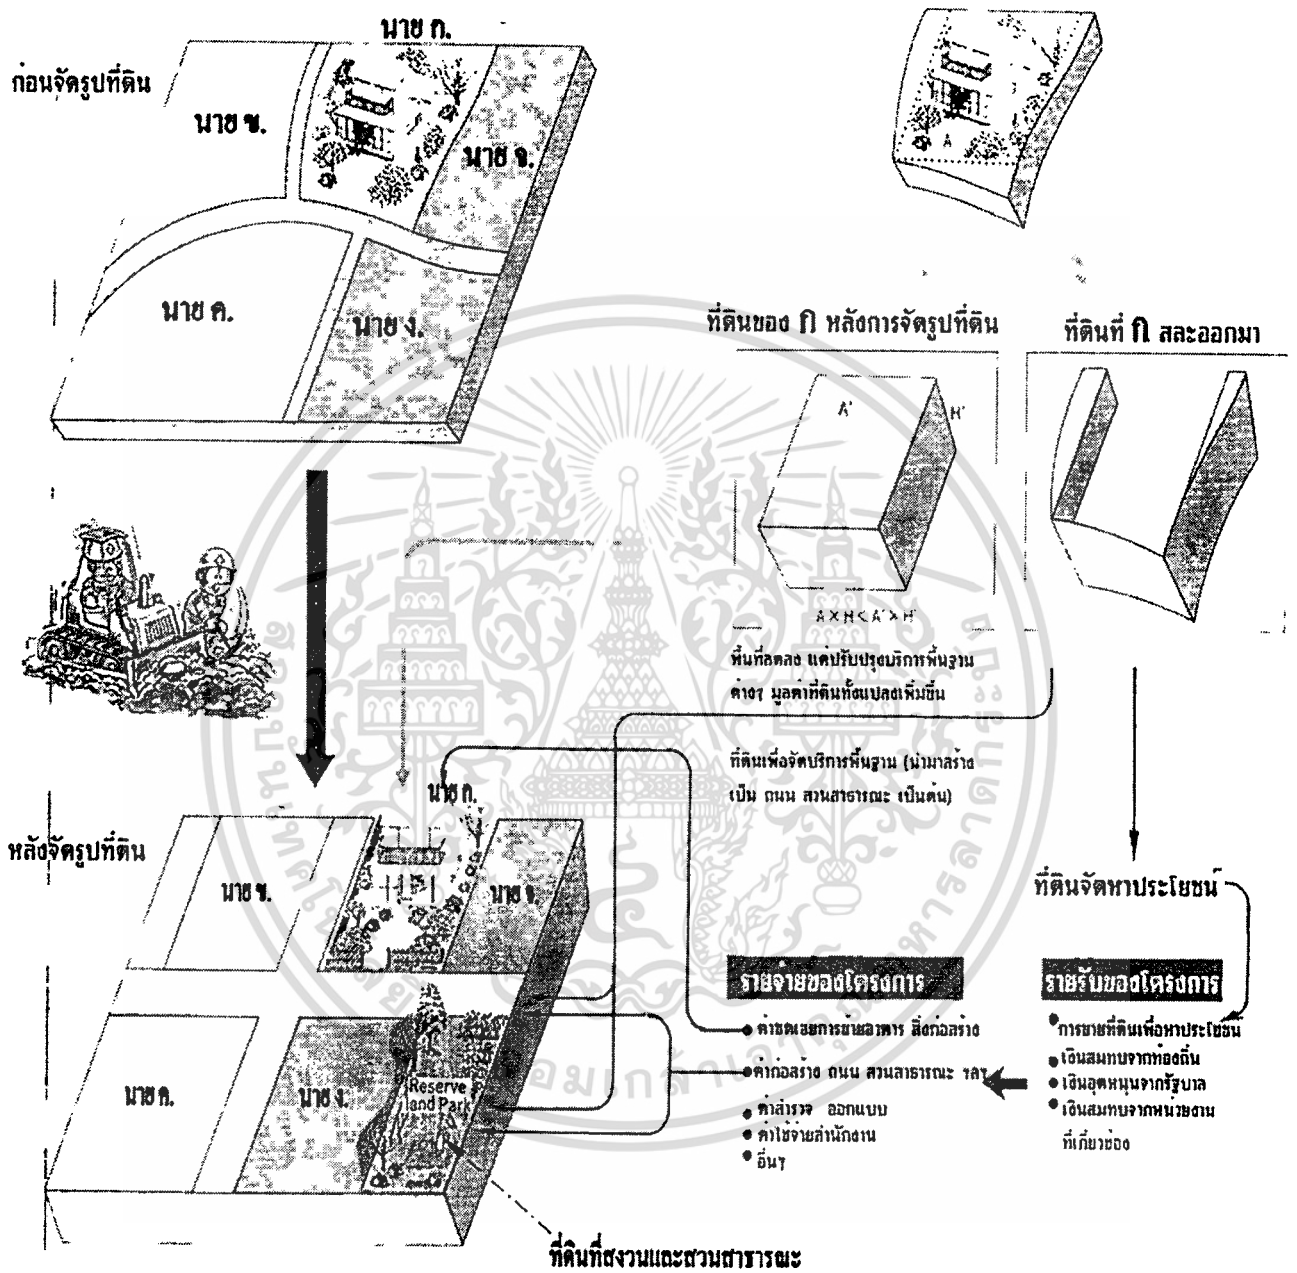 นาย ก.
ก่อนจัดรูปที่ดิน
นาย ข.
นาย จ.
นาย ค.
นาย ง.
A
ที่ดินของ ก หลังการจัดรูปที่ดิน
ที่ดินที่ ก สละออกมา
A'
H'
A×H<A'×H'
พื้นที่ลดลง แต่ปรับปรุงบริการพื้นฐาน
ต่างๆ มูลค่าที่ดินทั้งแปลงเพิ่มขึ้น
ที่ดินเพื่อจัดบริการพื้นฐาน (นำมาสร้าง
เป็น ถนน สวนสาธารณะ เป็นต้น)
นาย ก.
หลังจัดรูปที่ดิน
นาย ข.
นาย จ.
ที่ดินจัดหาประโยชน์
รายจ่ายของโครงการ
รายรับของโครงการ
ค่าชดเชยการย้ายอาคาร สิ่งก่อสร้าง
ค่าก่อสร้าง ถนน สวนสาธารณะ ฯลฯ
ค่าสำรวจ ออกแบบ
ค่าใช้จ่ายสำนักงาน
อื่นๆ
การขายที่ดินเพื่อหาประโยชน์
เงินสมทบจากท้องถิ่น
เงินอุดหนุนจากรัฐบาล
เงินสมทบจากหน่วยงาน
ที่เกี่ยวข้อง
นาย ค.
นาย ง.
Reserve
land Park
ที่ดินที่สงวนและสวนสาธารณะ